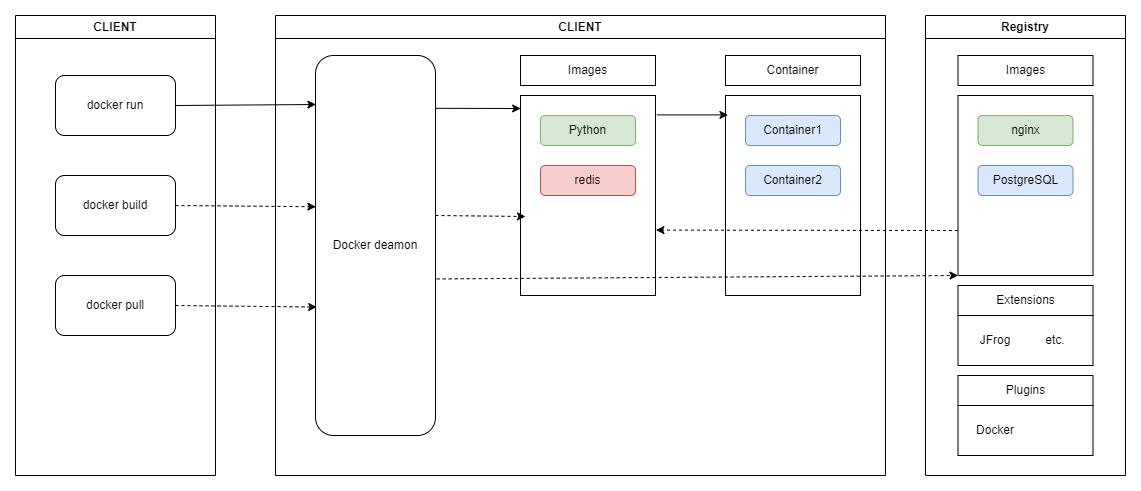 CLIENT
docker run
docker build
docker pull
CLIENT
Docker deamon
Images
Python
redis
Container
Container1
Container2
Registry
Images
nginx
PostgreSQL
Extensions
JFrog etc.
Plugins
Docker